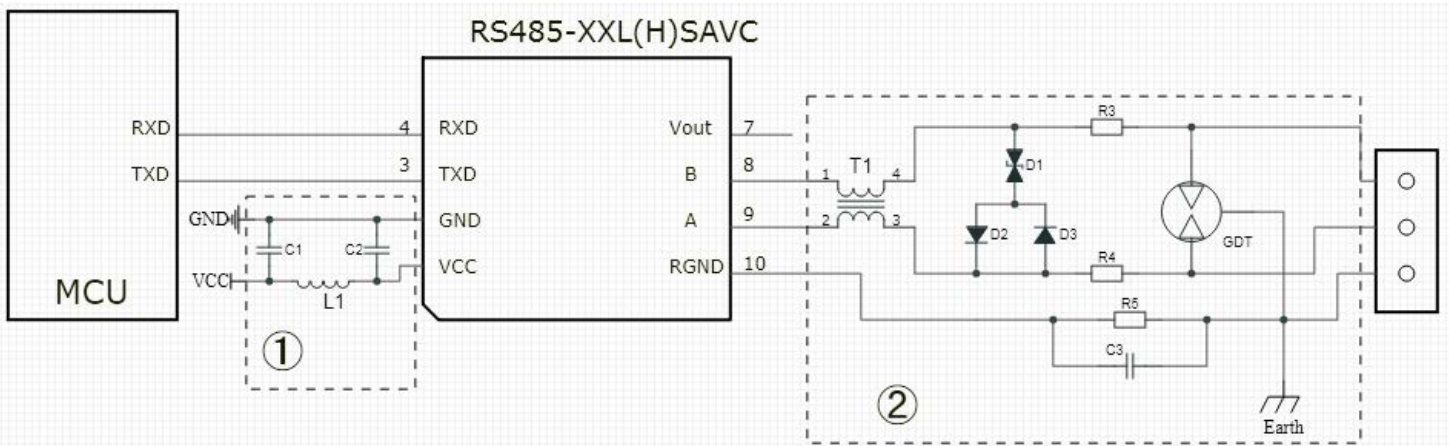 RS485-XXL(H)SAVC
RXD 4 RXD Vout 7
TXD 3 TXD B 8
GND GND A 9
VCC VCC RGND 10
MCU
C1 C2
L1
①
T1
1 4
2 3
R3
D1
D2 D3
GDT
R4
R5
C3
②
Earth